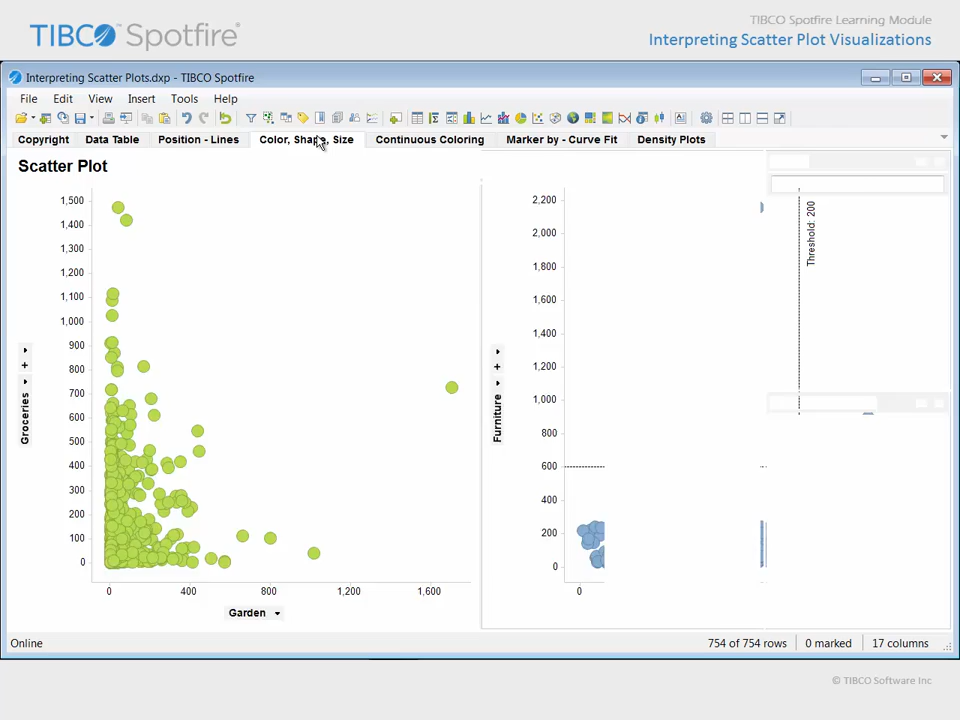 TIBCO Spotfire®
TIBCO Spotfire Learning Module
Interpreting Scatter Plot Visualizations
Interpreting Scatter Plots.dxp - TIBCO Spotfire
File Edit View Insert Tools Help
Copyright Data Table Position - Lines Color, Shape, Size Continuous Coloring Marker by - Curve Fit Density Plots
Scatter Plot
1,500
1,400
1,300
1,200
1,100
1,000
900
800
700
600
500
400
300
200
100
0
Groceries
0 400 800 1,200 1,600
Garden
2,200
2,000
1,800
1,600
1,400
1,200
1,000
800
600
400
200
0
Furniture
0
Threshold: 200
Online 754 of 754 rows 0 marked 17 columns
© TIBCO Software Inc